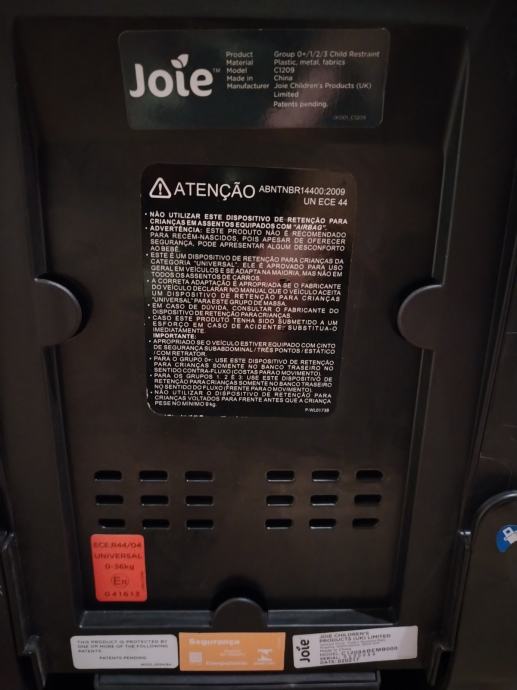 Joie™
Product Group 0+/1/2/3 Child Restraint
Material Plastic, metal, fabrics
Model C1209
Made in China
Manufacturer Joie Children's Products (UK)
Limited
Patents pending.
ATENÇÃO ABNTNBR14400:2009
UN ECE 44
• NÃO UTILIZAR ESTE DISPOSITIVO DE RETENÇÃO PARA
CRIANÇAS EM ASSENTOS EQUIPADOS COM "AIRBAG".
• ADVERTÊNCIA: ESTE PRODUTO NÃO É RECOMENDADO
PARA RECÉM-NASCIDOS, POIS APESAR DE OFERECER
SEGURANÇA, PODE APRESENTAR ALGUM DESCONFORTO
AO BEBÊ.
• ESTE É UM DISPOSITIVO DE RETENÇÃO PARA CRIANÇAS DA
CATEGORIA "UNIVERSAL". ELE É APROVADO PARA USO
GERAL EM VEÍCULOS E SE ADAPTA NA MAIORIA, MAS NÃO EM
TODOS OS ASSENTOS DE CARROS.
• A CORRETA ADAPTAÇÃO É APROPRIADA SE O FABRICANTE
DO VEÍCULO DECLARAR NO MANUAL QUE O VEÍCULO ACEITA
UM DISPOSITIVO DE RETENÇÃO PARA CRIANÇAS
"UNIVERSAL" PARA ESTE GRUPO DE MASSA.
• EM CASO DE DÚVIDA, CONSULTAR O FABRICANTE DO
DISPOSITIVO DE RETENÇÃO PARA CRIANÇAS.
• CASO ESTE PRODUTO TENHA SIDO SUBMETIDO A UM
ESFORÇO EM CASO DE ACIDENTE SUBSTITUA-O
IMEDIATAMENTE.
IMPORTANTE:
• APROPRIADO SE O VEÍCULO ESTIVER EQUIPADO COM CINTO
DE SEGURANÇA SUBABDOMINAL / TRÊS PONTOS / ESTÁTICO
/ COM RETRATOR.
• PARA O GRUPO 0+: USE ESTE DISPOSITIVO DE RETENÇÃO
PARA CRIANÇAS SOMENTE NO BANCO TRASEIRO NO
SENTIDO CONTRA-FLUXO (COSTAS PARA O MOVIMENTO).
• PARA OS GRUPOS 1, 2 E 3: USE ESTE DISPOSITIVO DE
RETENÇÃO PARA CRIANÇAS SOMENTE NO BANCO TRASEIRO
NO SENTIDO DO FLUXO (FRENTE PARA O MOVIMENTO).
• NÃO UTILIZAR O DISPOSITIVO DE RETENÇÃO PARA
CRIANÇAS VOLTADOS PARA FRENTE ANTES QUE A CRIANÇA
PESE NO MÍNIMO 9 kg.
P-WL0173B
ECE R44/04
UNIVERSAL
0-36kg
041613
THIS PRODUCT IS PROTECTED BY
ONE OR MORE OF THE FOLLOWING
PATENTS.
PATENTS PENDING.
Segurança
Joie
JOIE CHILDREN'S
PRODUCTS (UK) LIMITED